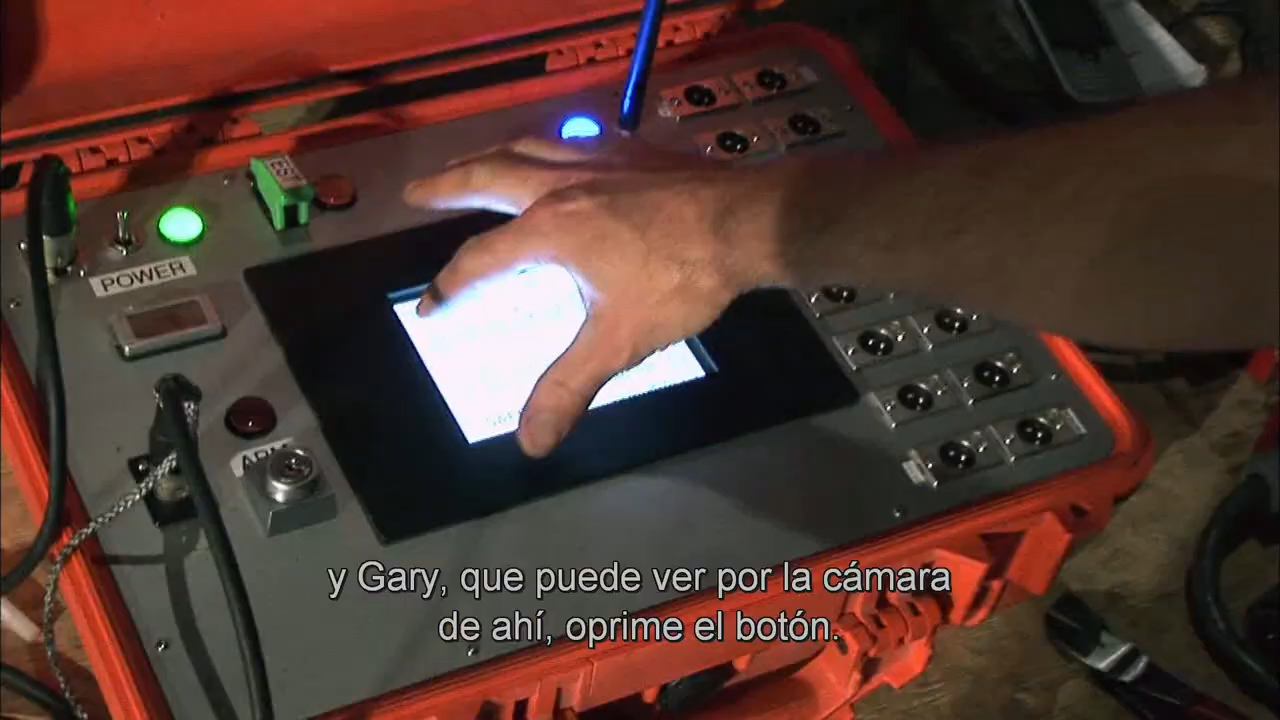 POWER
y Gary, que puede ver por la cámara
de ahí, oprime el botón.